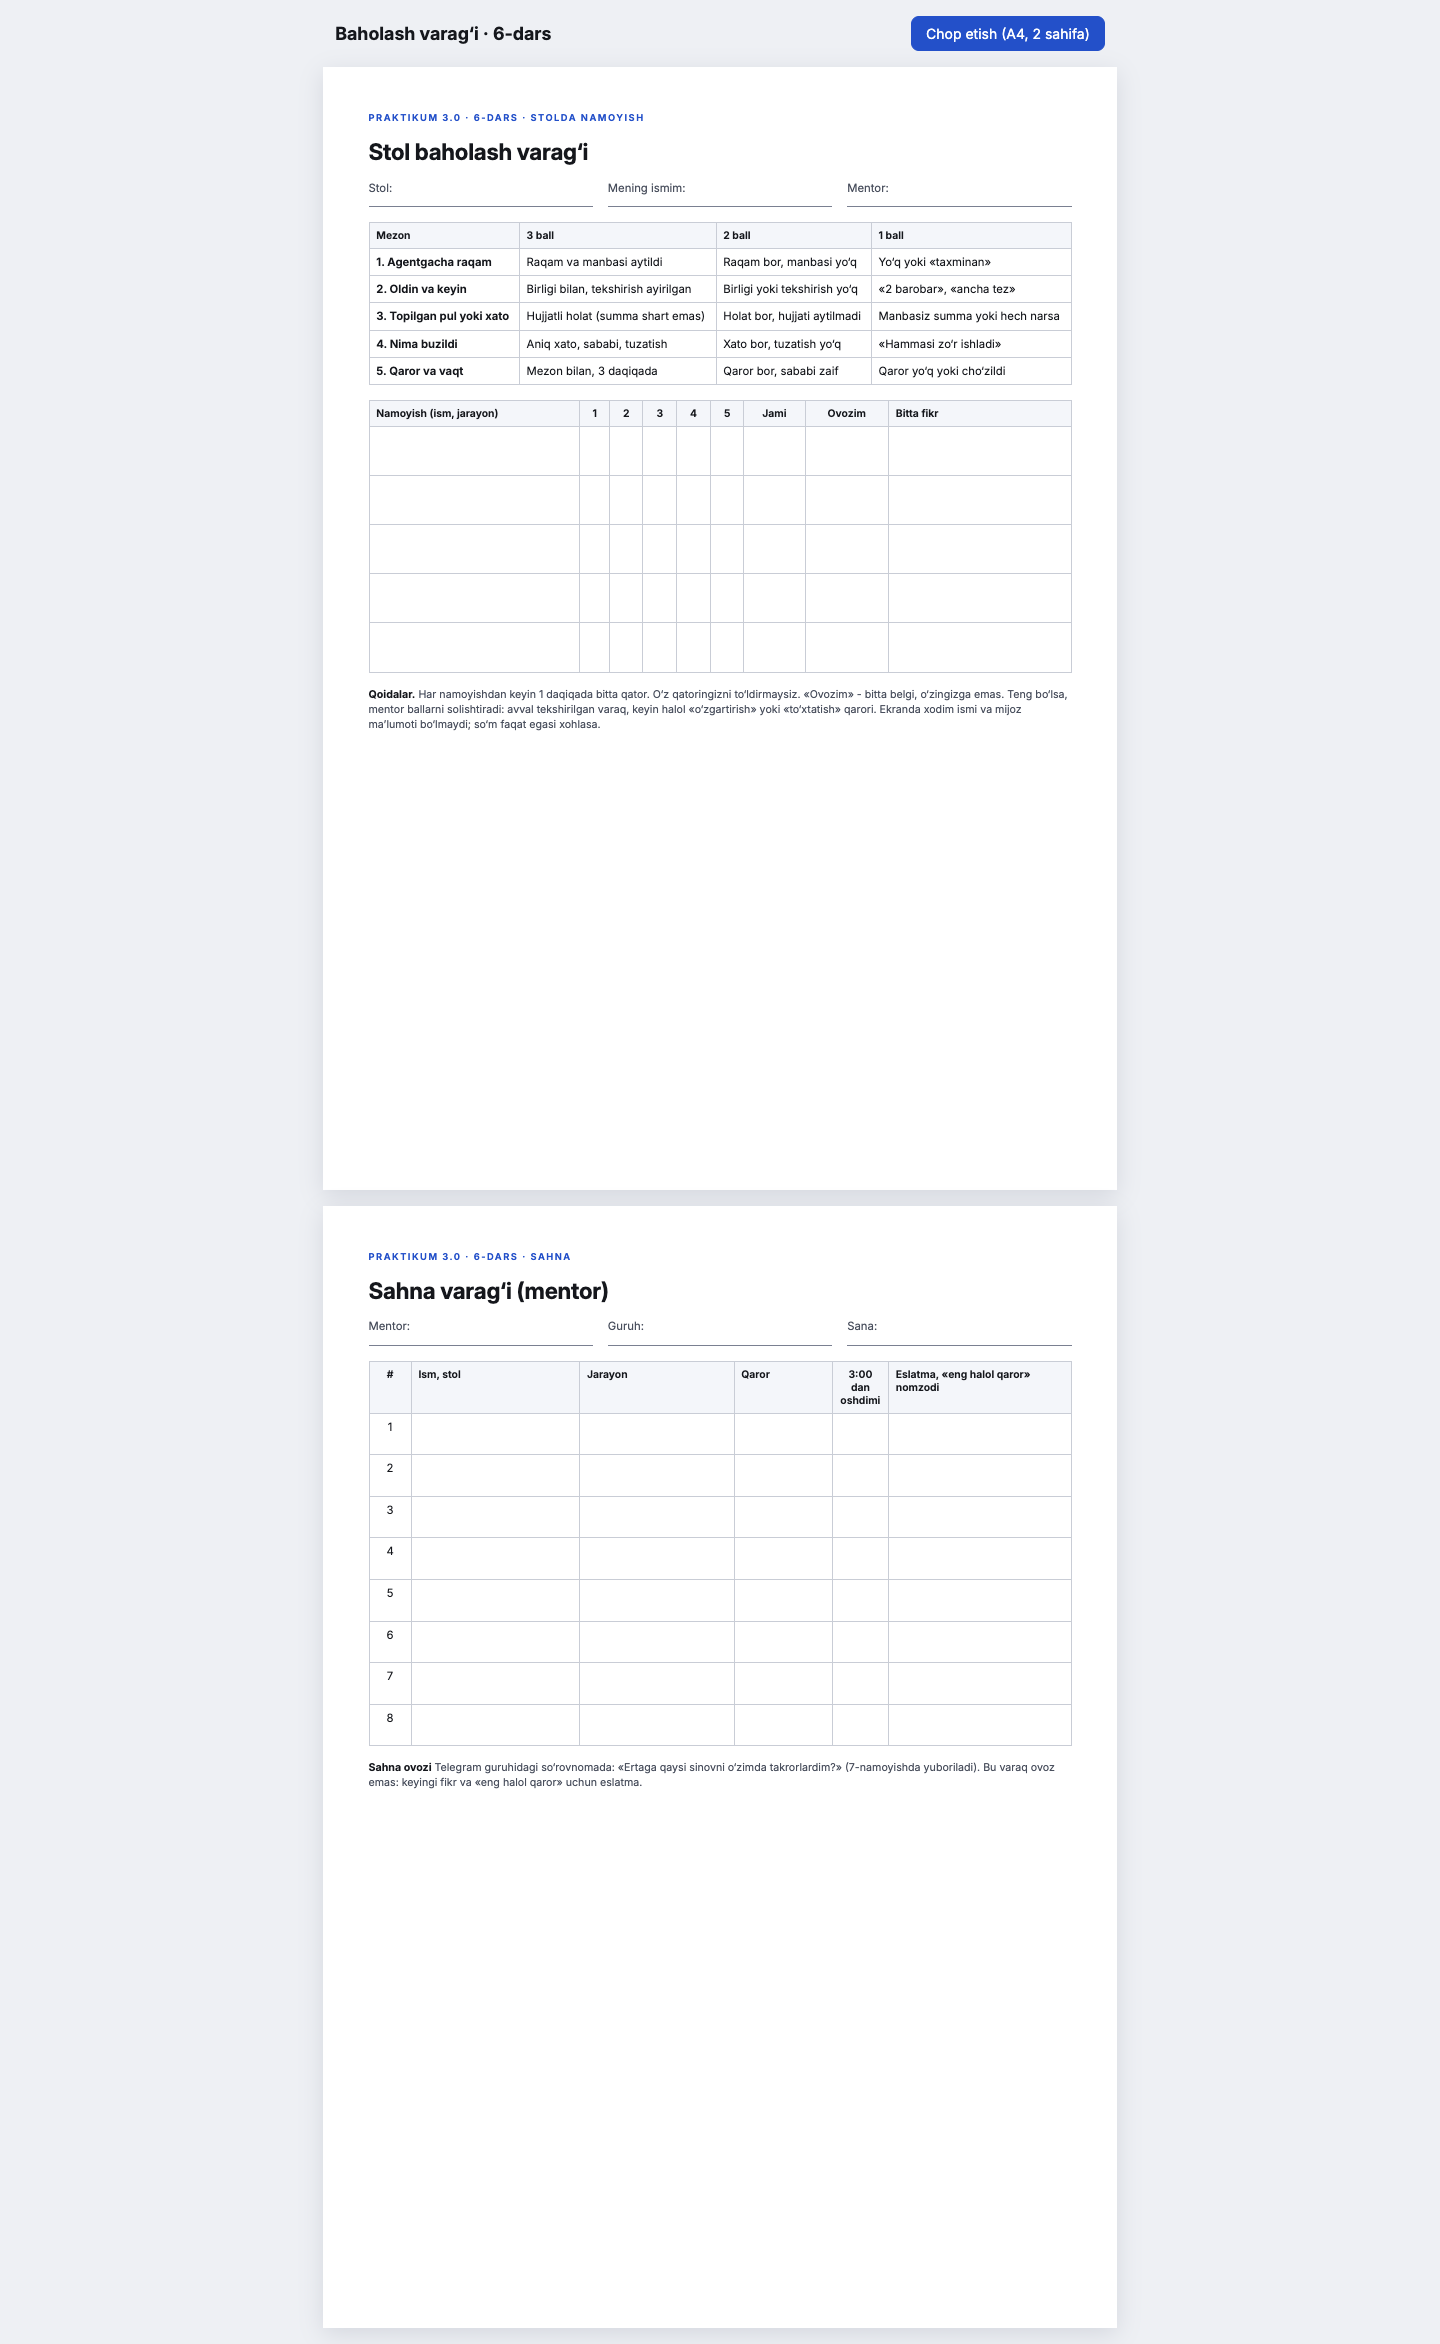 Baholash varag‘i · 6-dars
Chop etish (A4, 2 sahifa)
PRAKTIKUM 3.0 · 6-DARS · STOLDA NAMOYISH
Stol baholash varag‘i
Stol: Mening ismim: Mentor:
Mezon 3 ball 2 ball 1 ball
1. Agentgacha raqam Raqam va manbasi aytildi Raqam bor, manbasi yo‘q Yo‘q yoki «taxminan»
2. Oldin va keyin Birligi bilan, tekshirish ayirilgan Birligi yoki tekshirish yo‘q «2 barobar», «ancha tez»
3. Topilgan pul yoki xato Hujjatli holat (summa shart emas) Holat bor, hujjati aytilmadi Manbasiz summa yoki hech narsa
4. Nima buzildi Aniq xato, sababi, tuzatish Xato bor, tuzatish yo‘q «Hammasi zo‘r ishladi»
5. Qaror va vaqt Mezon bilan, 3 daqiqada Qaror bor, sababi zaif Qaror yo‘q yoki cho‘zildi
Namoyish (ism, jarayon) 1 2 3 4 5 Jami Ovozim Bitta fikr
Qoidalar. Har namoyishdan keyin 1 daqiqada bitta qator. O‘z qatoringizni to‘ldirmaysiz. «Ovozim» - bitta belgi, o‘zingizga emas. Teng bo‘lsa,
mentor ballarni solishtiradi: avval tekshirilgan varaq, keyin halol «o‘zgartirish» yoki «to‘xtatish» qarori. Ekranda xodim ismi va mijoz
ma’lumoti bo‘lmaydi; so‘m faqat egasi xohlasa.
PRAKTIKUM 3.0 · 6-DARS · SAHNA
Sahna varag‘i (mentor)
Mentor: Guruh: Sana:
# Ism, stol Jarayon Qaror 3:00 Eslatma, «eng halol qaror»
dan nomzodi
oshdimi
1
2
3
4
5
6
7
8
Sahna ovozi Telegram guruhidagi so‘rovnomada: «Ertaga qaysi sinovni o‘zimda takrorlardim?» (7-namoyishda yuboriladi). Bu varaq ovoz
emas: keyingi fikr va «eng halol qaror» uchun eslatma.